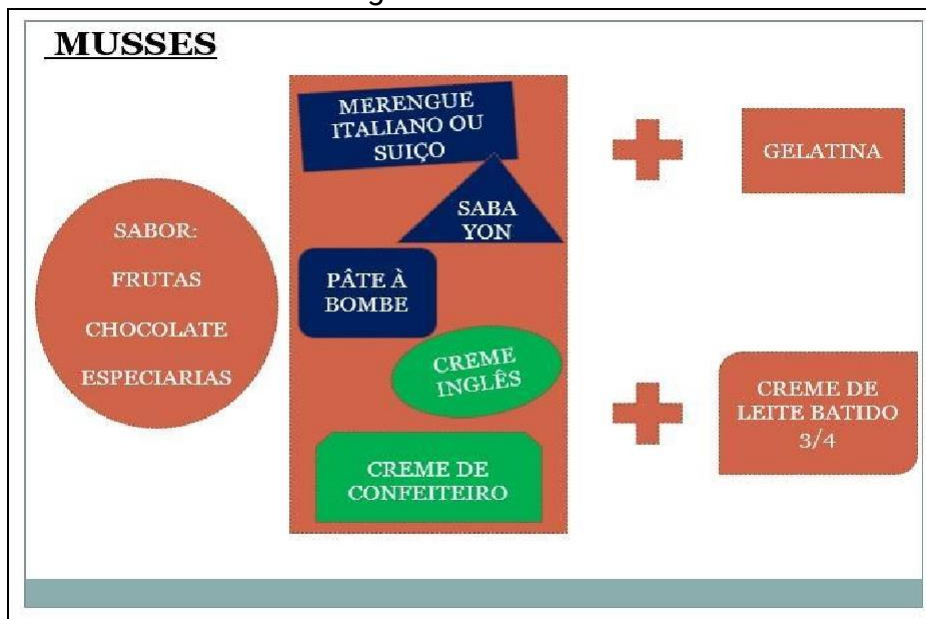 MUSSES
SABOR:
FRUTAS
CHOCOLATE
ESPECIARIAS
MERENGUE
ITALIANO OU
SUIÇO
SABA
YON
PÂTE À
BOMBE
CREME
INGLÊS
CREME DE
CONFEITEIRO
GELATINA
CREME DE
LEITE BATIDO
3/4